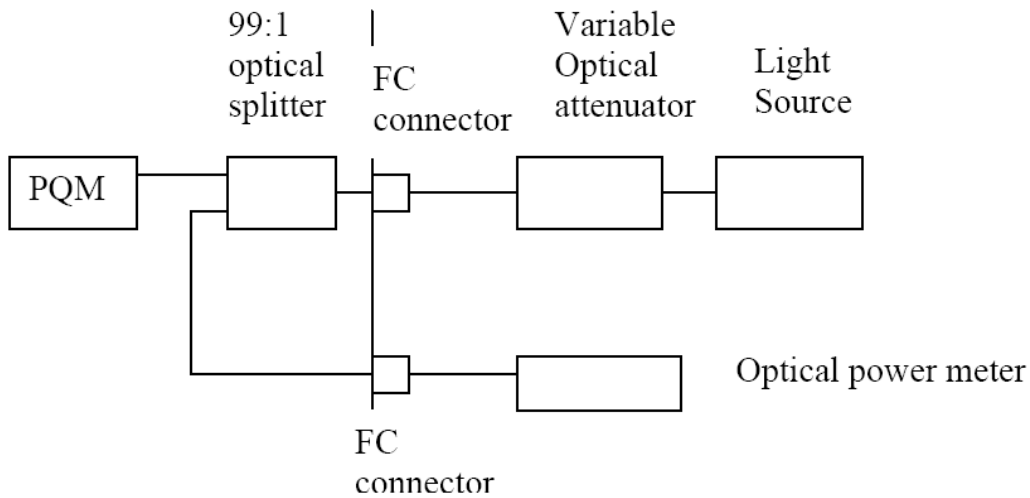 99:1
optical
splitter
FC
connector
Variable
Optical
attenuator
Light
Source
PQM
Optical power meter
FC
connector